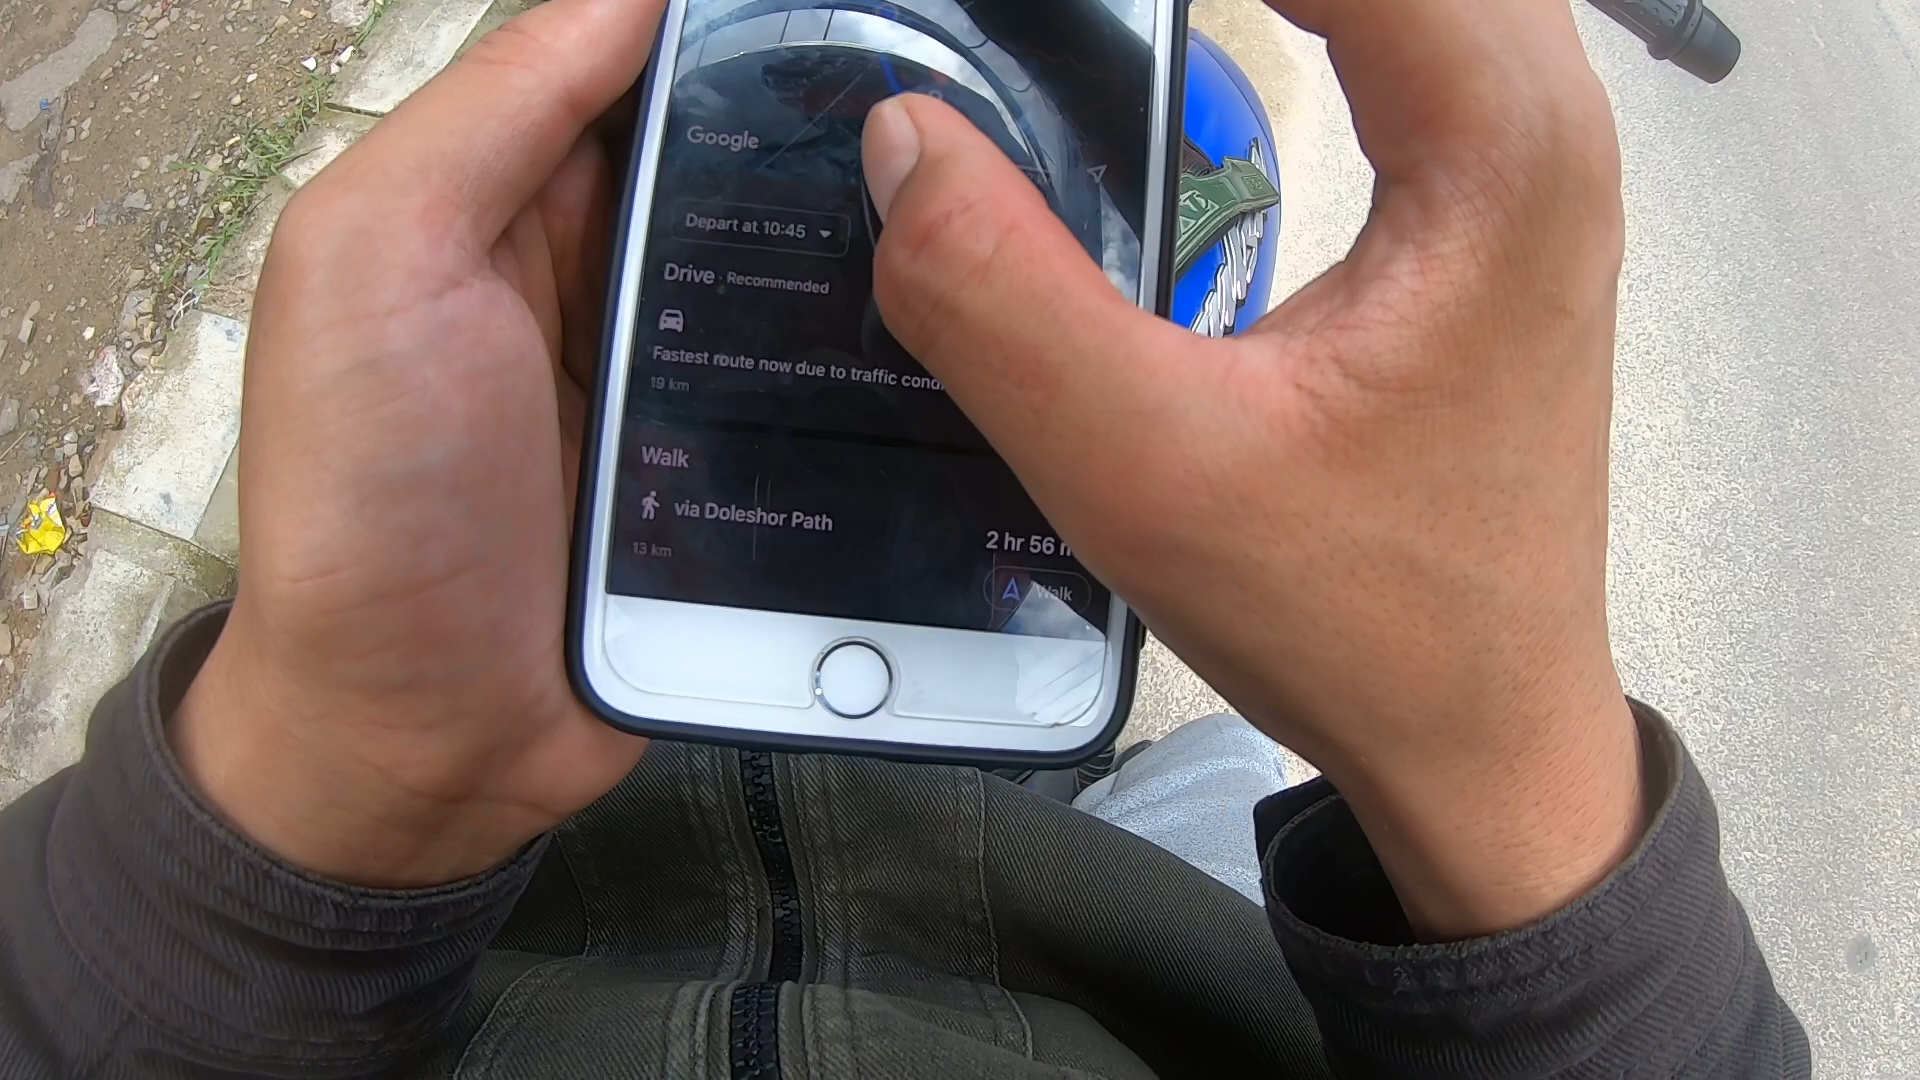 Google
Depart at 10:45
Drive · Recommended
Fastest route now due to traffic
19 km
Walk
via Doleshor Path
2 hr 56
13 km
Walk